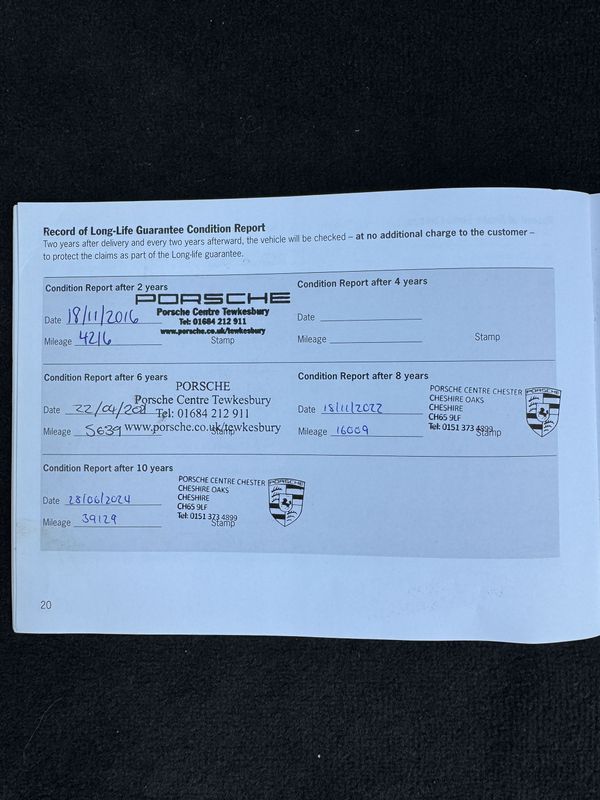 Record of Long-Life Guarantee Condition Report
Two years after delivery and every two years afterward, the vehicle will be checked – at no additional charge to the customer –
to protect the claims as part of the Long-life guarantee.
Condition Report after 2 years
PORSCHE
Porsche Centre Tewkesbury
Tel: 01684 212 911
www.porsche.co.uk/tewkesbury
Date 18/11/2016
Mileage 4216
Stamp
Condition Report after 4 years
Date
Mileage
Stamp
Condition Report after 6 years
PORSCHE
Porsche Centre Tewkesbury
Tel: 01684 212 911
www.porsche.co.uk/tewkesbury
Date 22/04/
Mileage 5639
Stamp
Condition Report after 8 years
PORSCHE CENTRE CHESTER
CHESHIRE OAKS
CHESHIRE
CH65 9LF
Tel: 0151 373 4899
PORSCHE
Date 18/11/2022
Mileage 16009
Stamp
Condition Report after 10 years
PORSCHE CENTRE CHESTER
CHESHIRE OAKS
CHESHIRE
CH65 9LF
Tel: 0151 373 4899
PORSCHE
Date 28/06/2024
Mileage 39129
Stamp
20